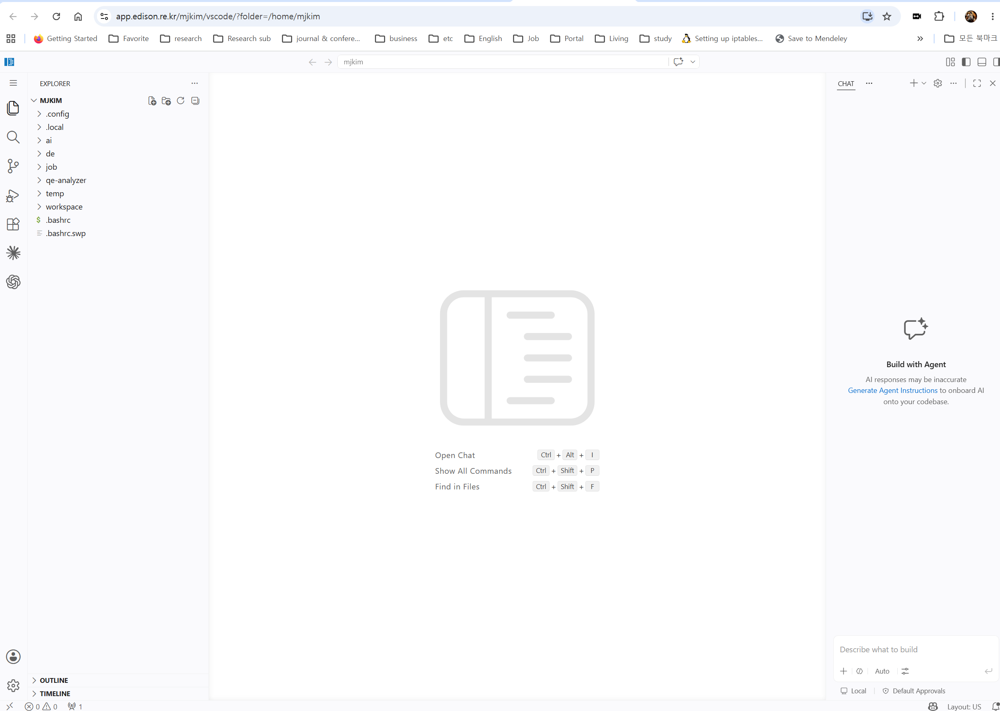 app.edison.re.kr/mjkim/vscode/?folder=/home/mjkim
Getting Started Favorite research Research sub journal & confere... business etc English Job Portal Living study Setting up iptables... Save to Mendeley » 모든 북마크
mjkim
EXPLORER
CHAT
MJKIM
.config
.local
ai
de
job
qe-analyzer
temp
workspace
$ .bashrc
.bashrc.swp
Build with Agent
AI responses may be inaccurate
Generate Agent Instructions to onboard AI
onto your codebase.
Open Chat Ctrl + Alt + I
Show All Commands Ctrl + Shift + P
Find in Files Ctrl + Shift + F
Describe what to build
Auto
OUTLINE
TIMELINE
Local Default Approvals
0 0 1
Layout: US